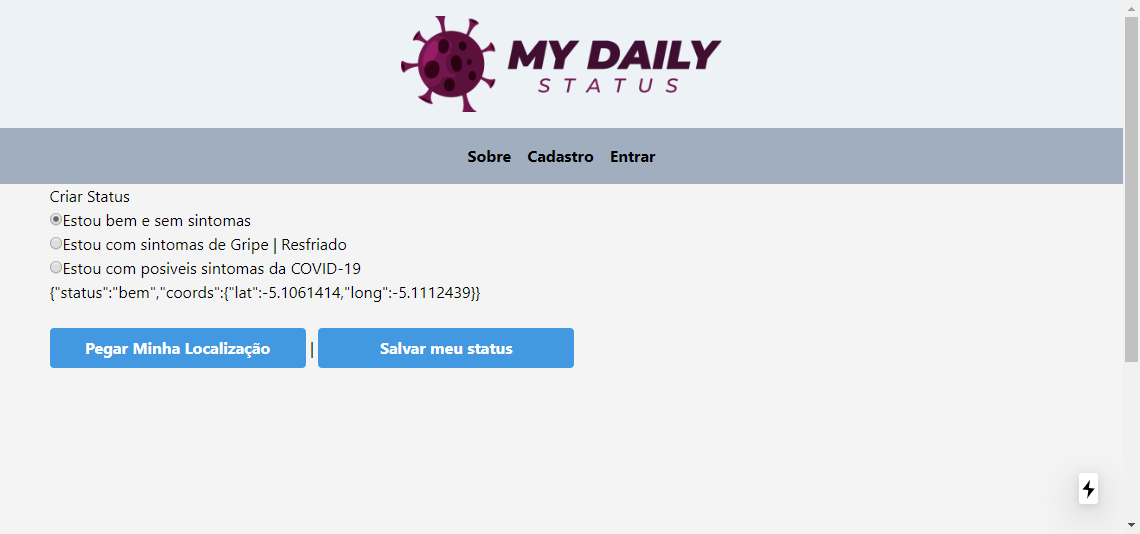 MY DAILY
STATUS
Sobre Cadastro Entrar
Criar Status
Estou bem e sem sintomas
Estou com sintomas de Gripe | Resfriado
Estou com posiveis sintomas da COVID-19
{"status":"bem","coords":{"lat":-5.1061414,"long":-5.1112439}}
Pegar Minha Localização | Salvar meu status